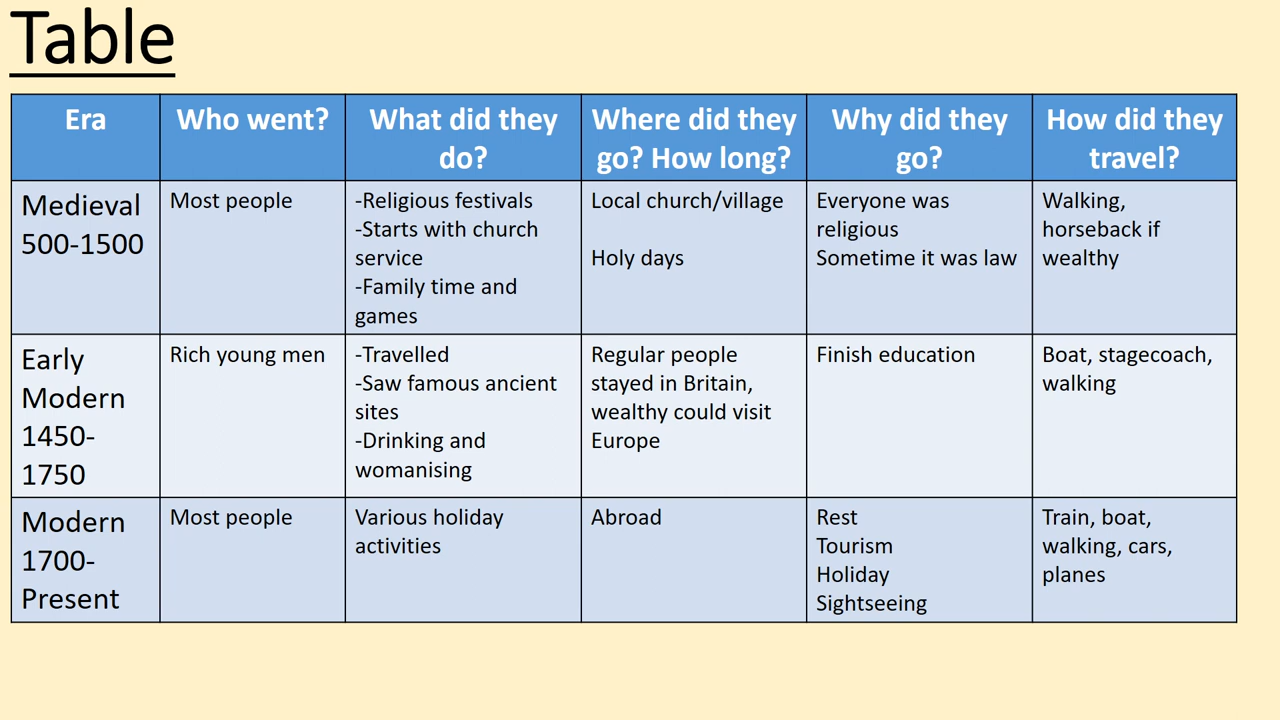 Table
Era
Who went?
What did they
do?
Where did they
go? How long?
Why did they
go?
How did they
travel?
Medieval
500-1500
Most people
-Religious festivals
-Starts with church
service
-Family time and
games
Local church/village
Holy days
Everyone was
religious
Sometime it was law
Walking,
horseback if
wealthy
Early
Modern
1450-
1750
Rich young men
-Travelled
-Saw famous ancient
sites
-Drinking and
womanising
Regular people
stayed in Britain,
wealthy could visit
Europe
Finish education
Boat, stagecoach,
walking
Modern
1700-
Present
Most people
Various holiday
activities
Abroad
Rest
Tourism
Holiday
Sightseeing
Train, boat,
walking, cars,
planes